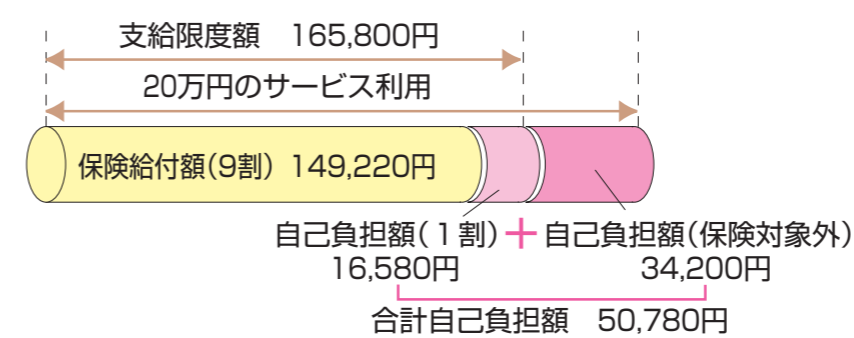 支給限度額　165,800円
20万円のサービス利用
保険給付額(9割) 149,220円
自己負担額(1割)＋自己負担額(保険対象外)
16,580円　34,200円
合計自己負担額　50,780円